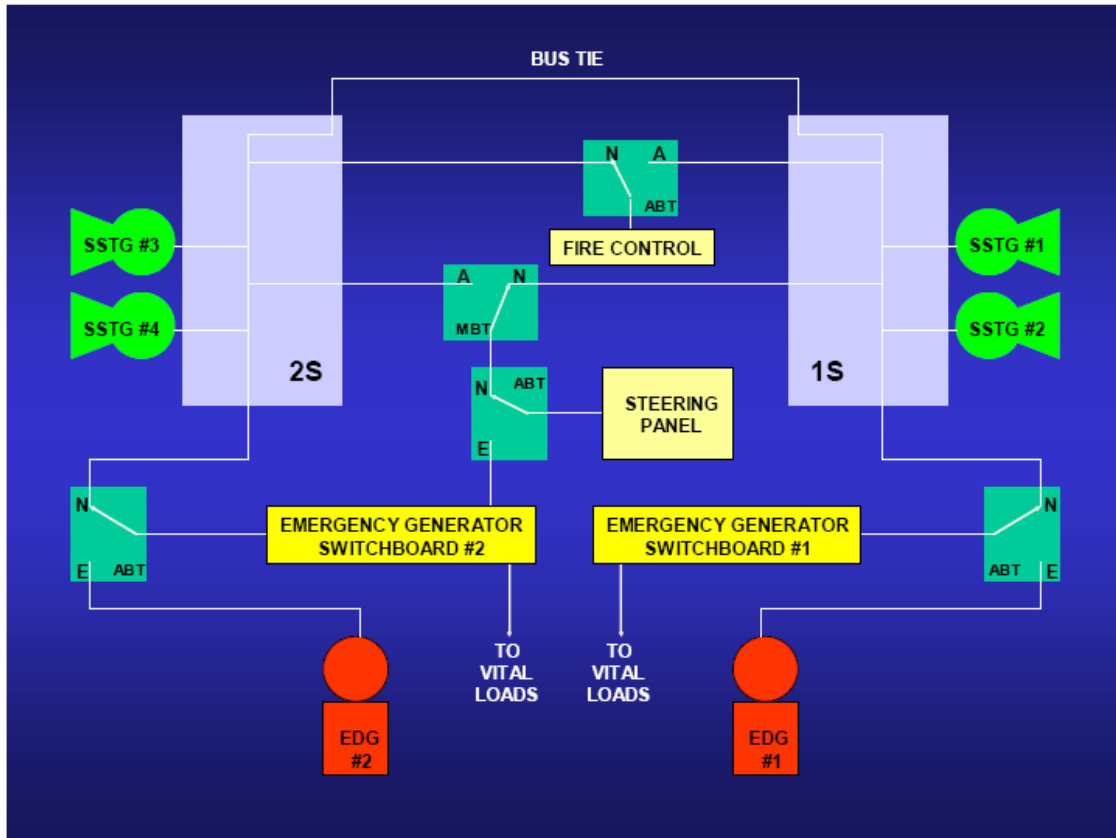 BUS TIE
N A
ABT
FIRE CONTROL
SSTG #3
SSTG #1
A N
MBT
SSTG #4
SSTG #2
2S
1S
N ABT
E
STEERING
PANEL
N
E ABT
EMERGENCY GENERATOR
SWITCHBOARD #2
EMERGENCY GENERATOR
SWITCHBOARD #1
N
ABT E
TO
VITAL
LOADS
TO
VITAL
LOADS
EDG
#2
EDG
#1